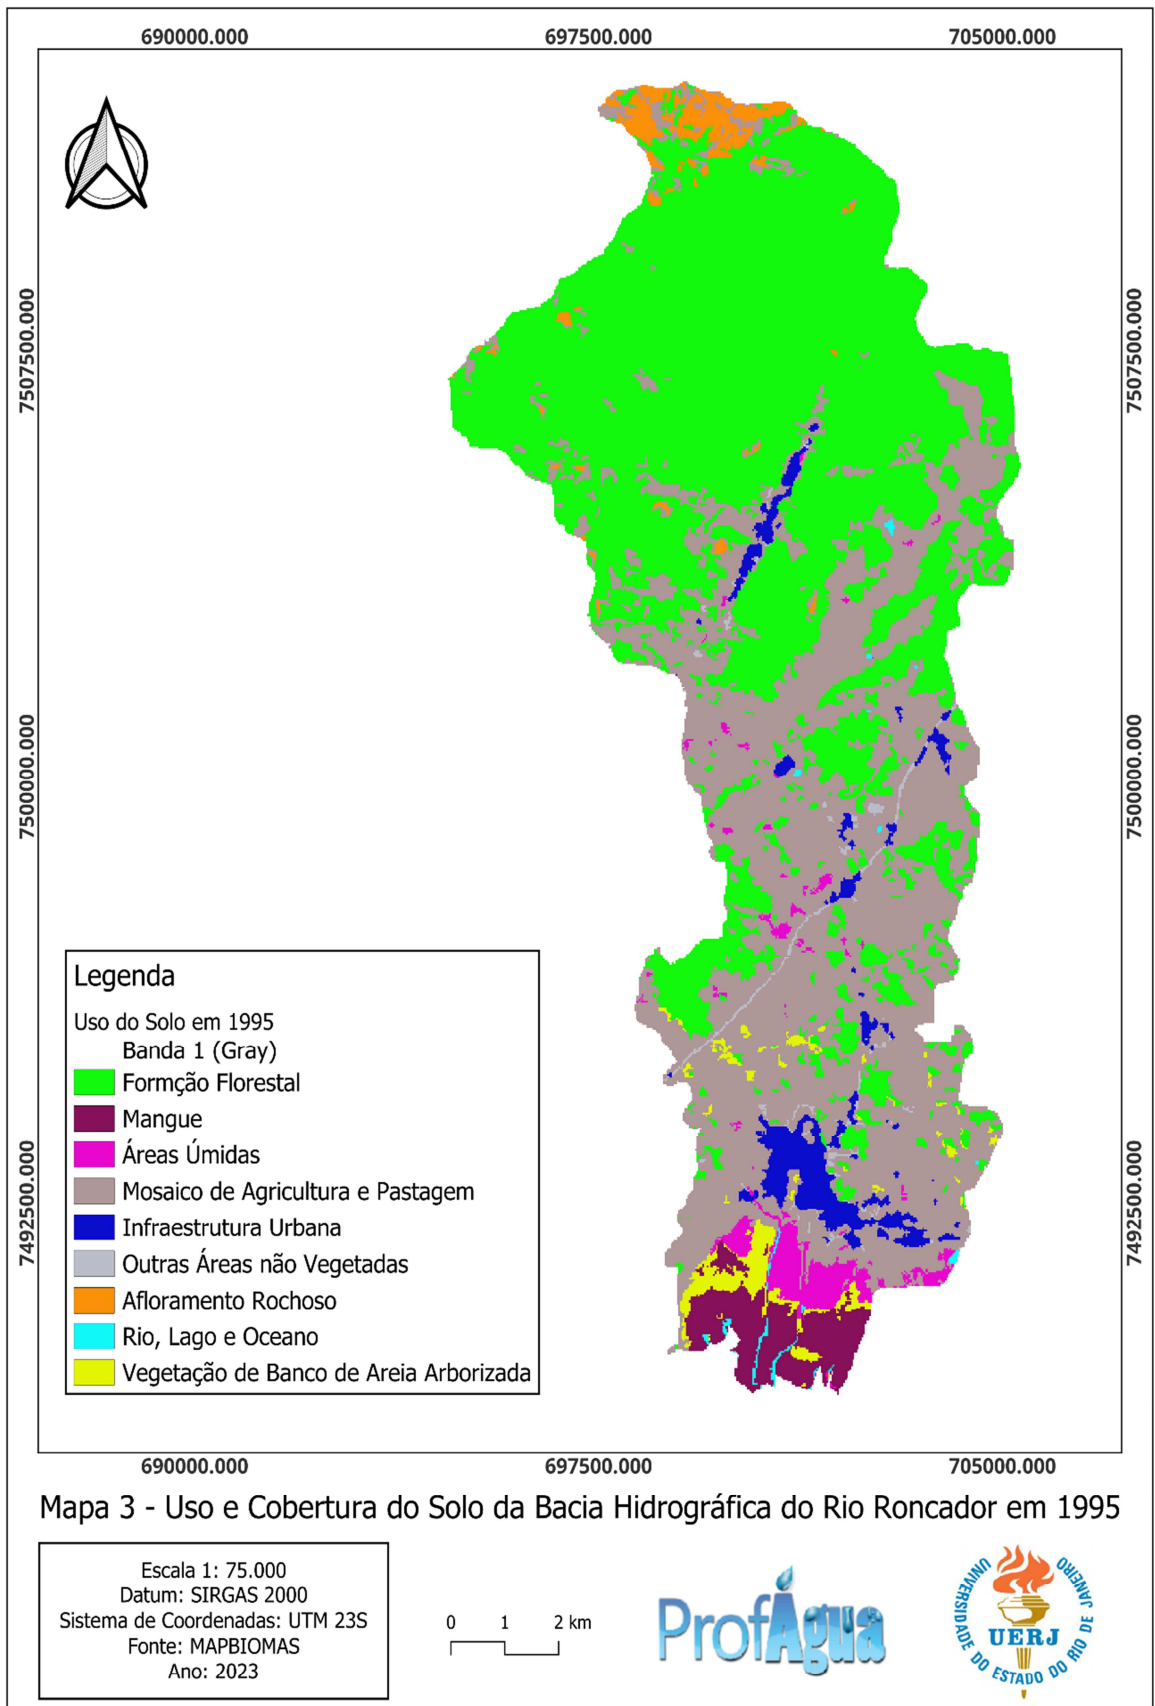 690000.000 697500.000 705000.000
7507500.000 7507500.000
7500000.000 7500000.000
7492500.000 7492500.000
Legenda
Uso do Solo em 1995
Banda 1 (Gray)
Formção Florestal
Mangue
Áreas Úmidas
Mosaico de Agricultura e Pastagem
Infraestrutura Urbana
Outras Áreas não Vegetadas
Afloramento Rochoso
Rio, Lago e Oceano
Vegetação de Banco de Areia Arborizada
690000.000 697500.000 705000.000
Mapa 3 - Uso e Cobertura do Solo da Bacia Hidrográfica do Rio Roncador em 1995
Escala 1: 75.000
Datum: SIRGAS 2000
Sistema de Coordenadas: UTM 23S
Fonte: MAPBIOMAS
Ano: 2023
0 1 2 km
ProfÁgua
UNIVERSIDADE DO ESTADO DO RIO DE JANEIRO
UERJ